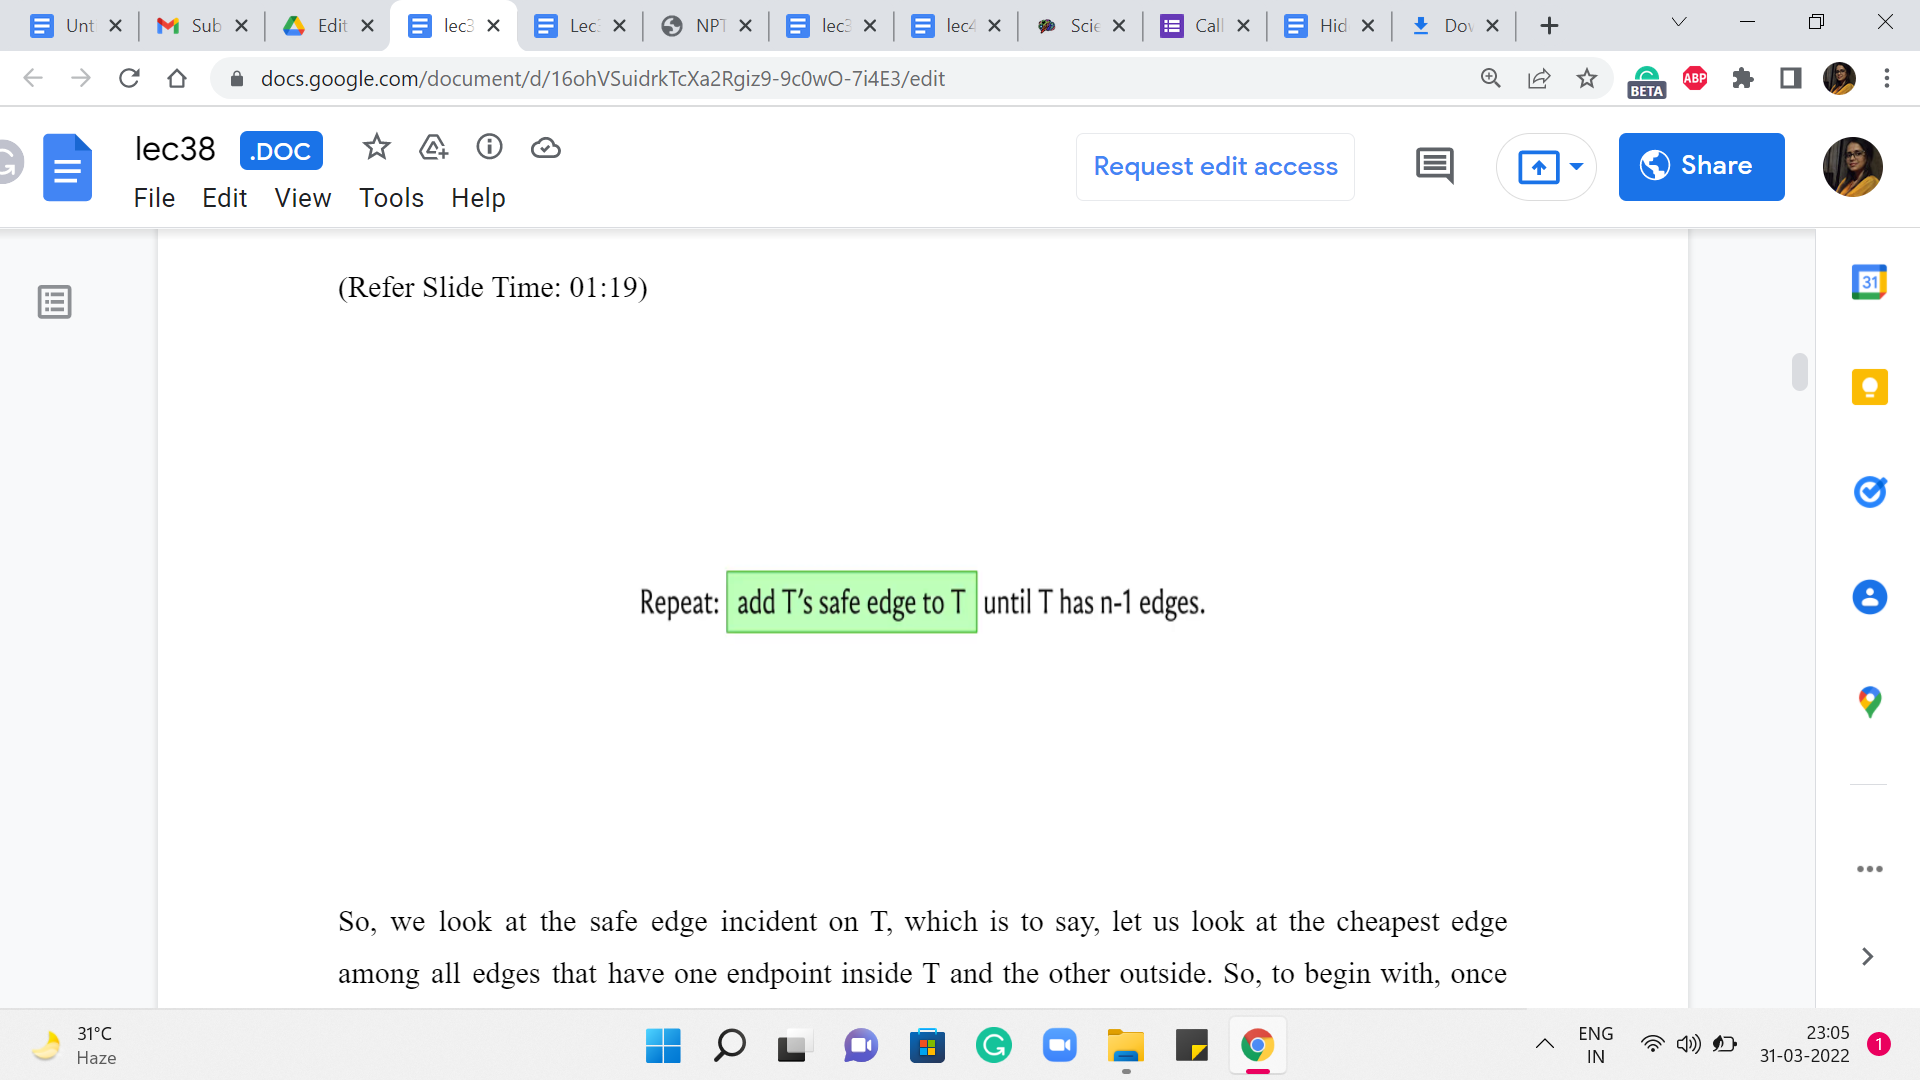 Unt
Sub
Edit
lec3
Lec
NPT
lec3
lec4
Scie
Call
Hid
Dov
docs.google.com/document/d/16ohVSuidrkTcXa2Rgiz9-9c0wO-7i4E3/edit
BETA
ABP
lec38
.DOC
Request edit access
Share
File Edit View Tools Help
31
(Refer Slide Time: 01:19)
Repeat: add T's safe edge to T until T has n-1 edges.
So, we look at the safe edge incident on T, which is to say, let us look at the cheapest edge
among all edges that have one endpoint inside T and the other outside. So, to begin with, once
31°C
Haze
ENG
IN
23:05
31-03-2022
1